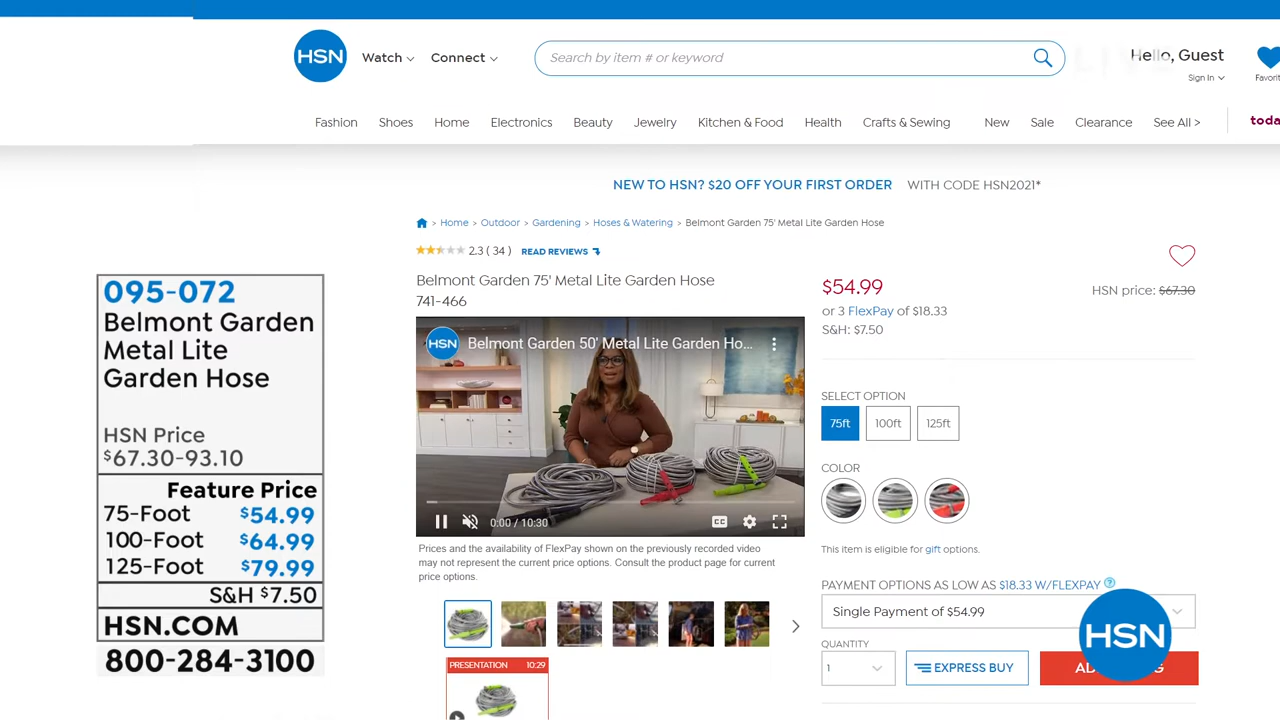 HSN
Watch
Connect
Search by item # or keyword
Hello, Guest
Sign In
Fashion
Shoes
Home
Electronics
Beauty
Jewelry
Kitchen & Food
Health
Crafts & Sewing
New
Sale
Clearance
See All >
NEW TO HSN? $20 OFF YOUR FIRST ORDER WITH CODE HSN2021*
> Home > Outdoor > Gardening > Hoses & Watering > Belmont Garden 75' Metal Lite Garden Hose
2.3 ( 34 ) READ REVIEWS
Belmont Garden 75' Metal Lite Garden Hose
741-466
HSN
Belmont Garden 50' Metal Lite Garden Ho...
0:00 / 10:30
CC
Prices and the availability of FlexPay shown on the previously recorded video
may not represent the current price options. Consult the product page for current
price options.
PRESENTATION 10:29
$54.99
HSN price: $67.30
or 3 FlexPay of $18.33
S&H: $7.50
SELECT OPTION
75ft
100ft
125ft
COLOR
This item is eligible for gift options.
PAYMENT OPTIONS AS LOW AS $18.33 W/FLEXPAY ?
Single Payment of $54.99
QUANTITY
1
EXPRESS BUY
HSN
095-072
Belmont Garden
Metal Lite
Garden Hose
HSN Price
$67.30-93.10
Feature Price
75-Foot $54.99
100-Foot $64.99
125-Foot $79.99
S&H $7.50
HSN.COM
800-284-3100